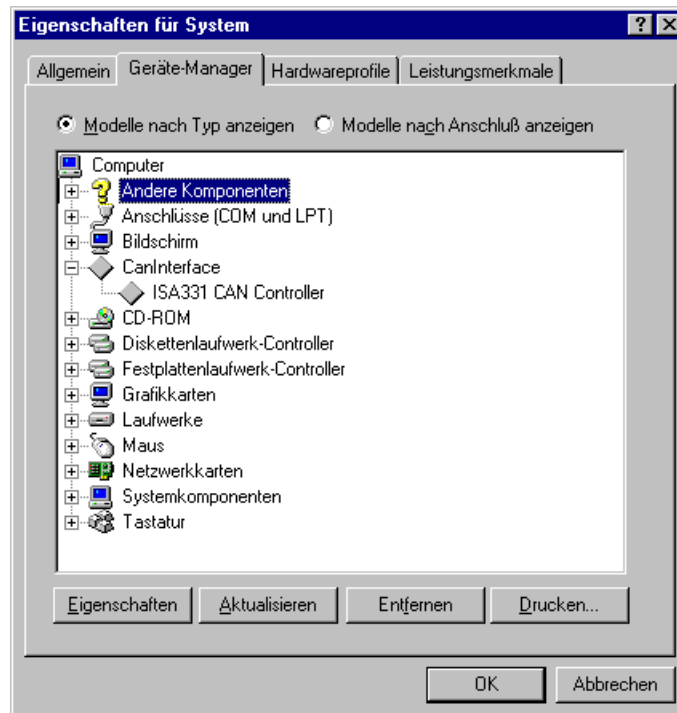 Eigenschaften für System
Allgemein Geräte-Manager Hardwareprofile Leistungsmerkmale
Modelle nach Typ anzeigen Modelle nach Anschluß anzeigen
Computer
Andere Komponenten
Anschlüsse (COM und LPT)
Bildschirm
CanInterface
ISA331 CAN Controller
CD-ROM
Diskettenlaufwerk-Controller
Festplattenlaufwerk-Controller
Grafikkarten
Laufwerke
Maus
Netzwerkkarten
Systemkomponenten
Tastatur
Eigenschaften Aktualisieren Entfernen Drucken...
OK Abbrechen